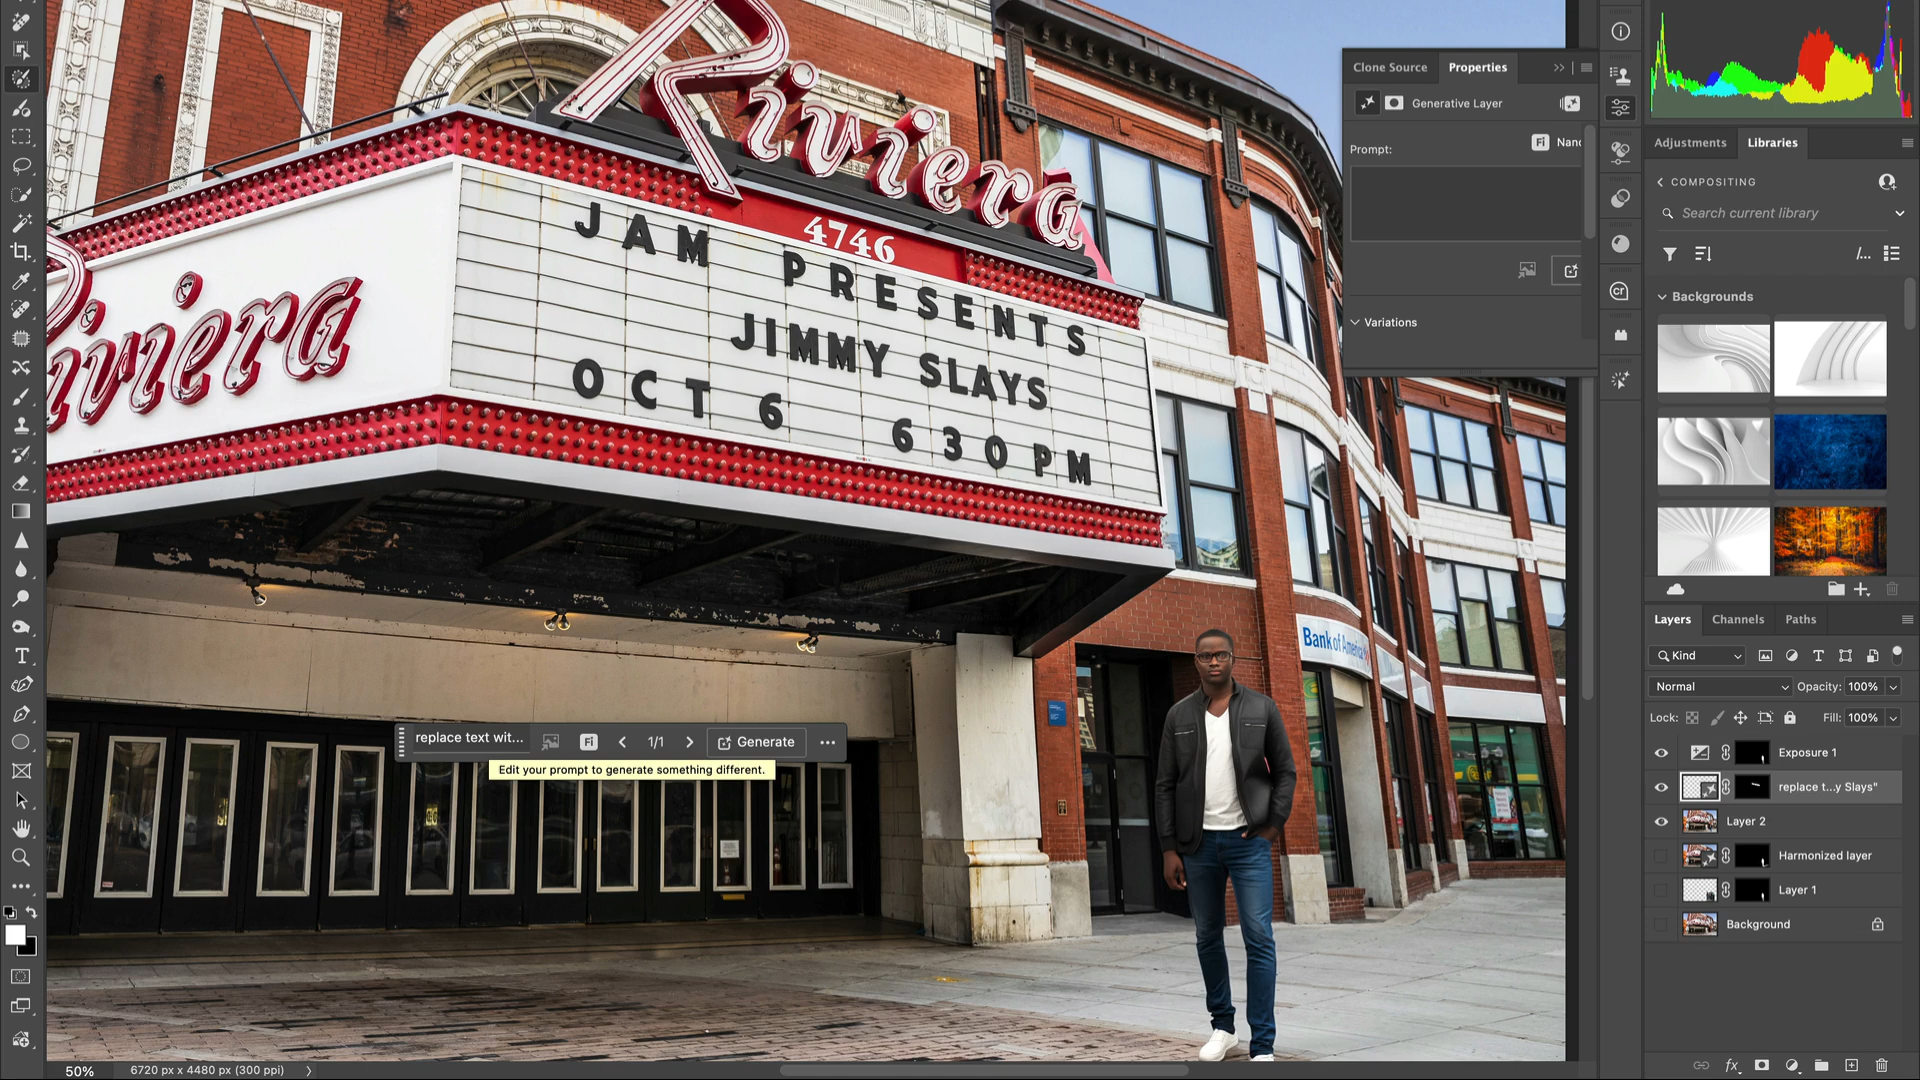 Riviera
4746
JAM PRESENTS
JIMMY SLAYS
OCT 6 630PM
Riviera
Bank of America
replace text wit...
Fi
1/1
Generate
Edit your prompt to generate something different.
50%
6720 px x 4480 px (300 ppi)
Clone Source
Properties
Generative Layer
Prompt:
Fi
Variations
Adjustments
Libraries
COMPOSITING
Search current library
/...
Backgrounds
Layers
Channels
Paths
Kind
Normal
Opacity: 100%
Lock:
Fill: 100%
Exposure 1
replace t...y Slays"
Layer 2
Harmonized layer
Layer 1
Background
fx